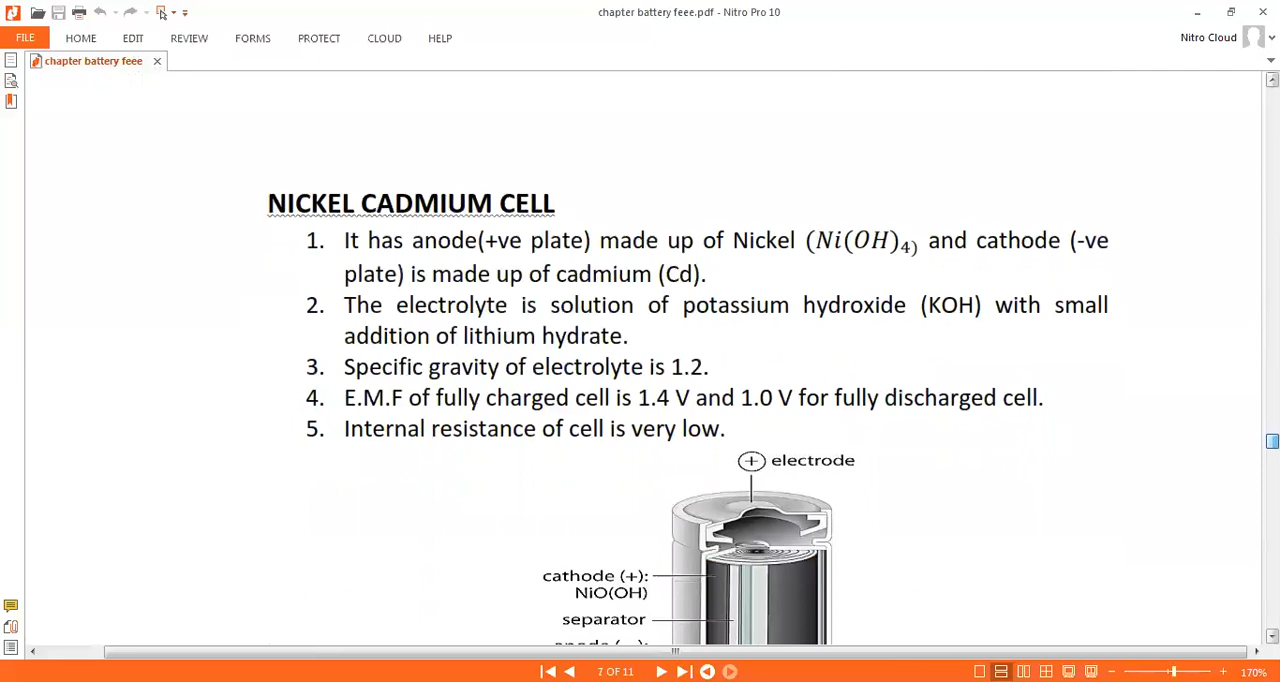 chapter battery feee.pdf - Nitro Pro 10
FILE HOME EDIT REVIEW FORMS PROTECT CLOUD HELP Nitro Cloud
chapter battery feee
NICKEL CADMIUM CELL
1. It has anode(+ve plate) made up of Nickel (Ni(OH)₄) and cathode (-ve
plate) is made up of cadmium (Cd).
2. The electrolyte is solution of potassium hydroxide (KOH) with small
addition of lithium hydrate.
3. Specific gravity of electrolyte is 1.2.
4. E.M.F of fully charged cell is 1.4 V and 1.0 V for fully discharged cell.
5. Internal resistance of cell is very low.
+ electrode
cathode (+):
NiO(OH)
separator
7 OF 11 170%